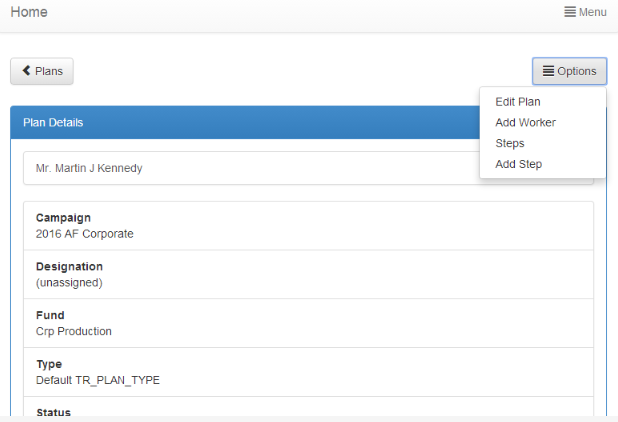 Home
Menu
Plans
Options
Edit Plan
Add Worker
Steps
Add Step
Plan Details
Mr. Martin J Kennedy
Campaign
2016 AF Corporate
Designation
(unassigned)
Fund
Crp Production
Type
Default TR_PLAN_TYPE
Status